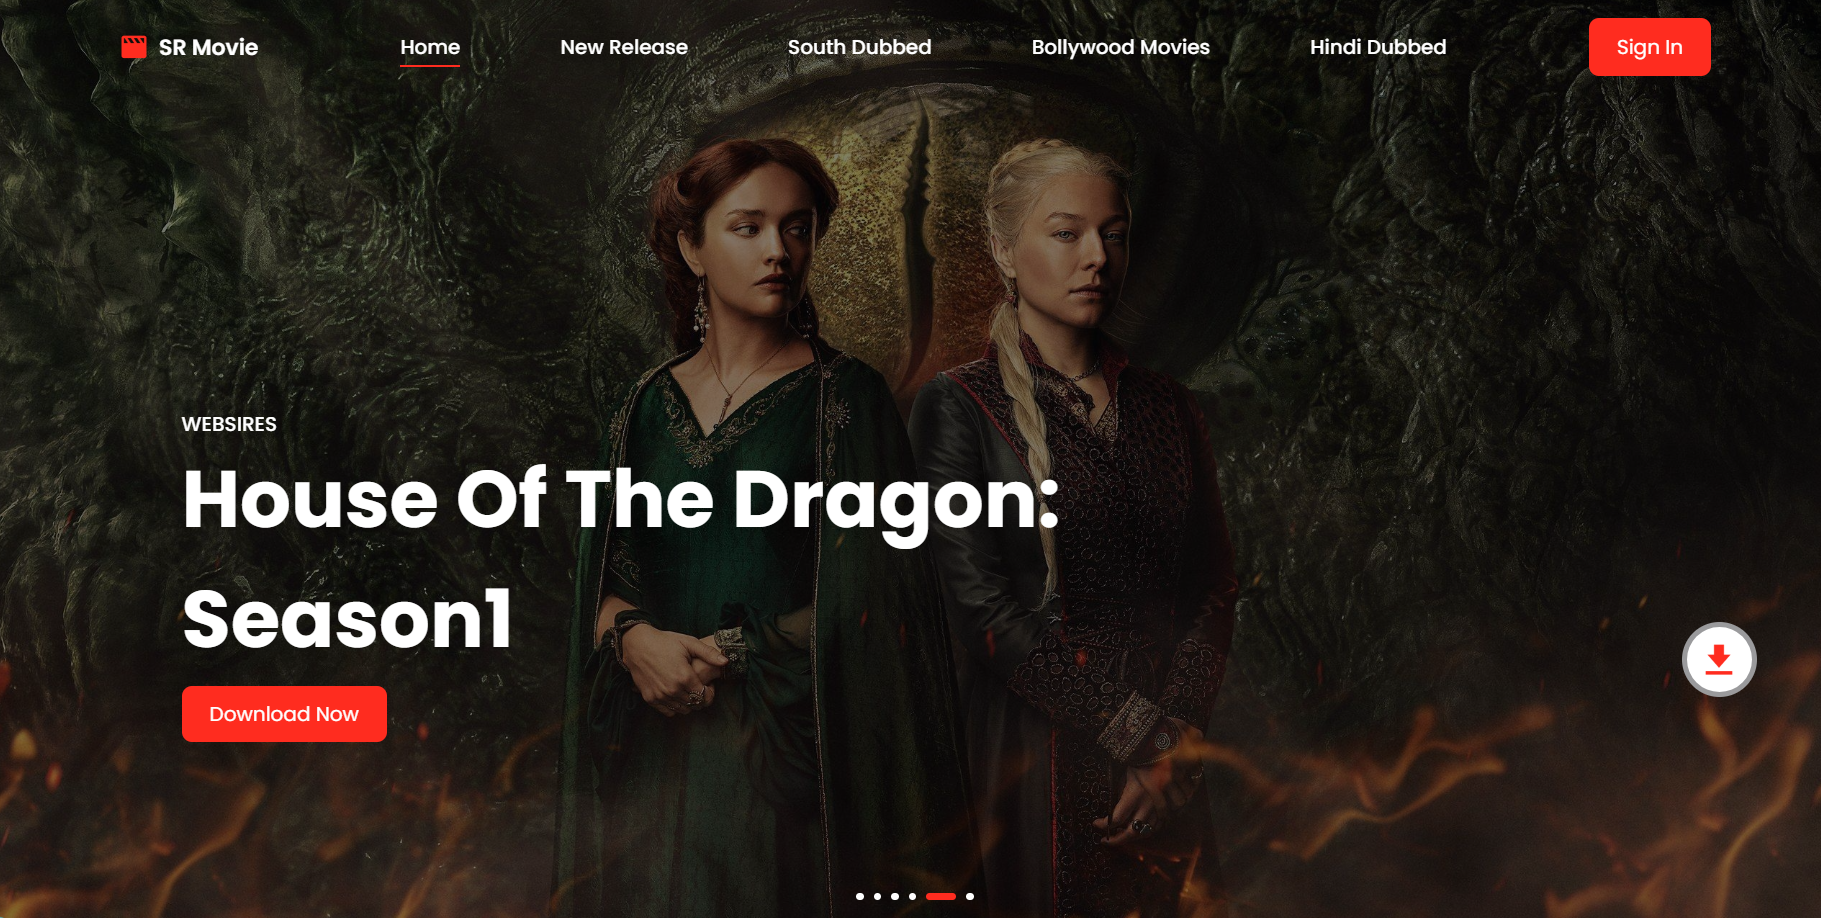 SR Movie
Home
New Release
South Dubbed
Bollywood Movies
Hindi Dubbed
Sign In
WEBSIRES
House Of The Dragon:
Season1
Download Now